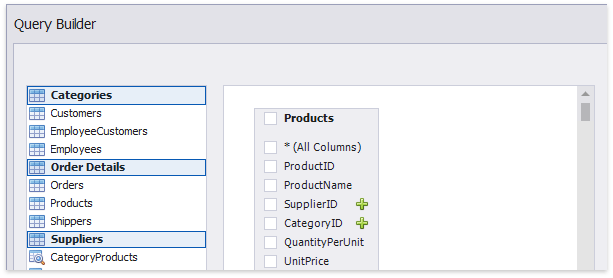 Query Builder
Categories
Customers
EmployeeCustomers
Employees
Order Details
Orders
Products
Shippers
Suppliers
CategoryProducts
Products
* (All Columns)
ProductID
ProductName
SupplierID
CategoryID
QuantityPerUnit
UnitPrice